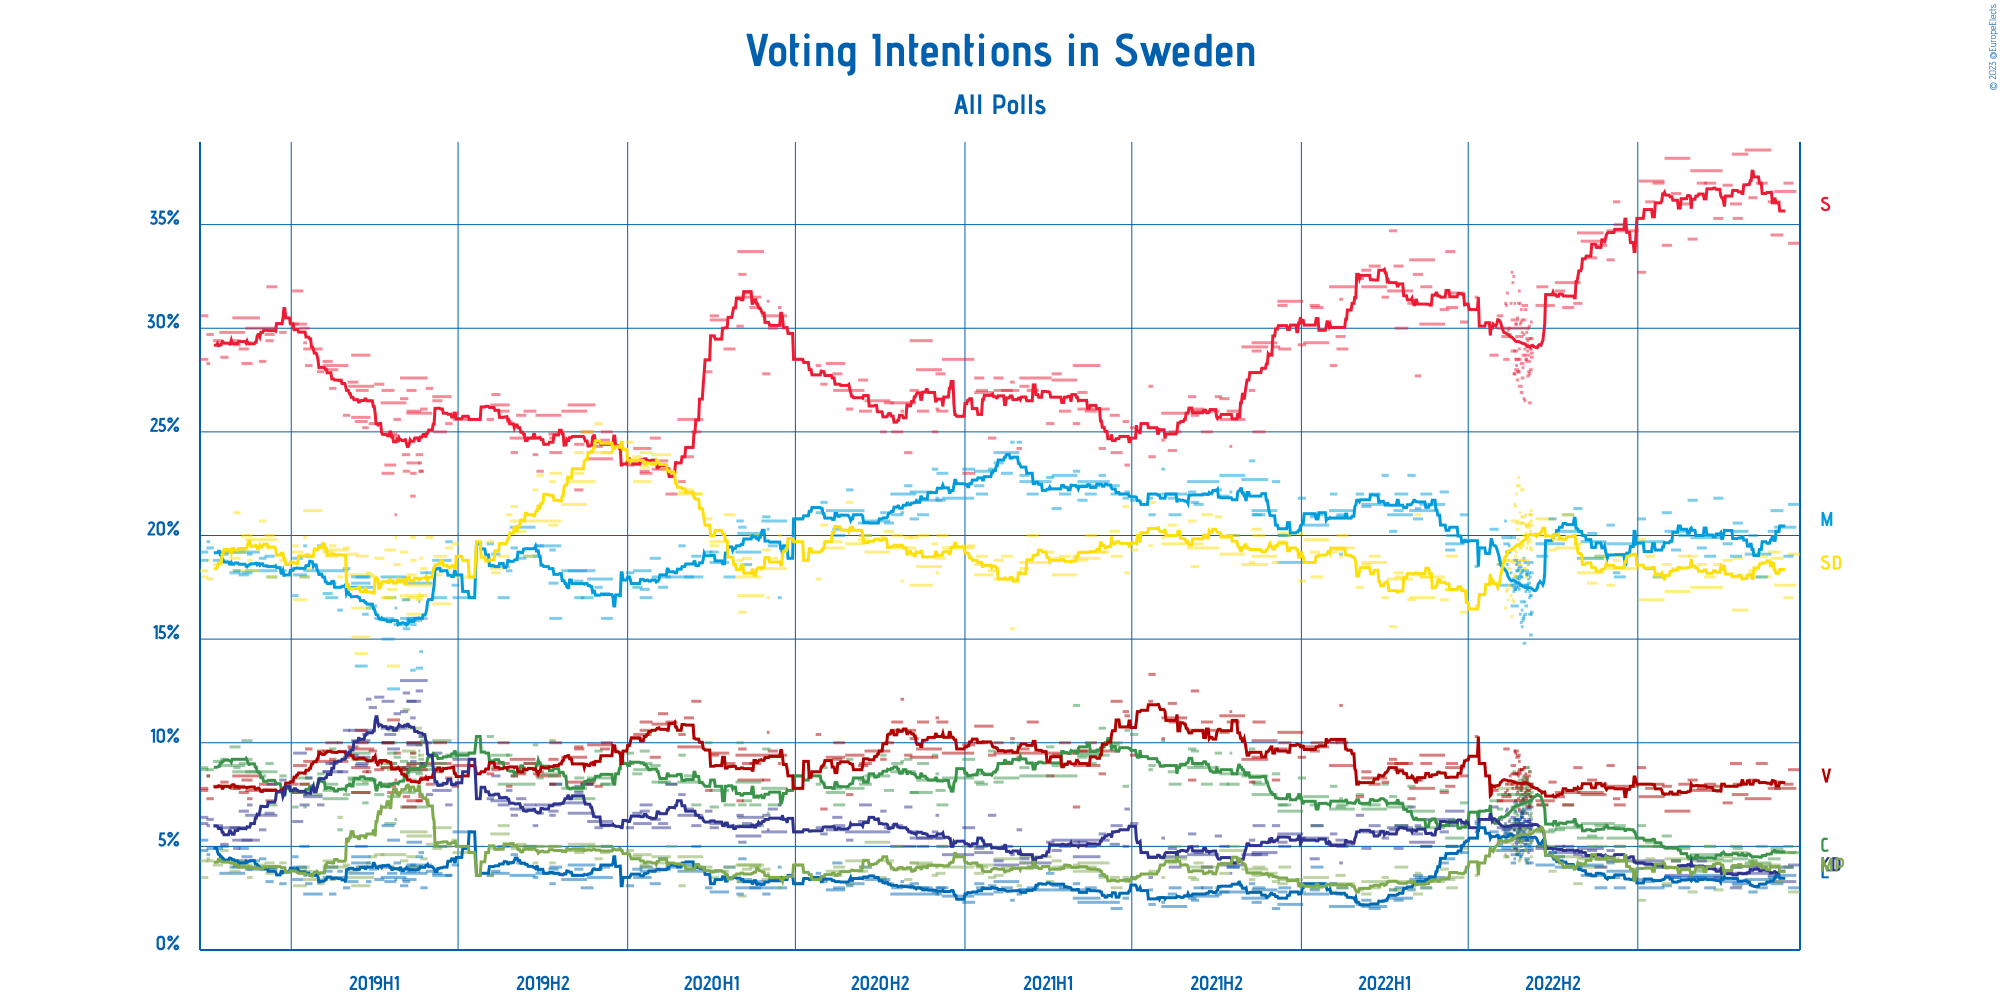 Voting Intentions in Sweden
All Polls
© 2023 @EuropeElects
35%
30%
25%
20%
15%
10%
5%
0%
S
M
SD
V
C
KD
L
2019H1
2019H2
2020H1
2020H2
2021H1
2021H2
2022H1
2022H2